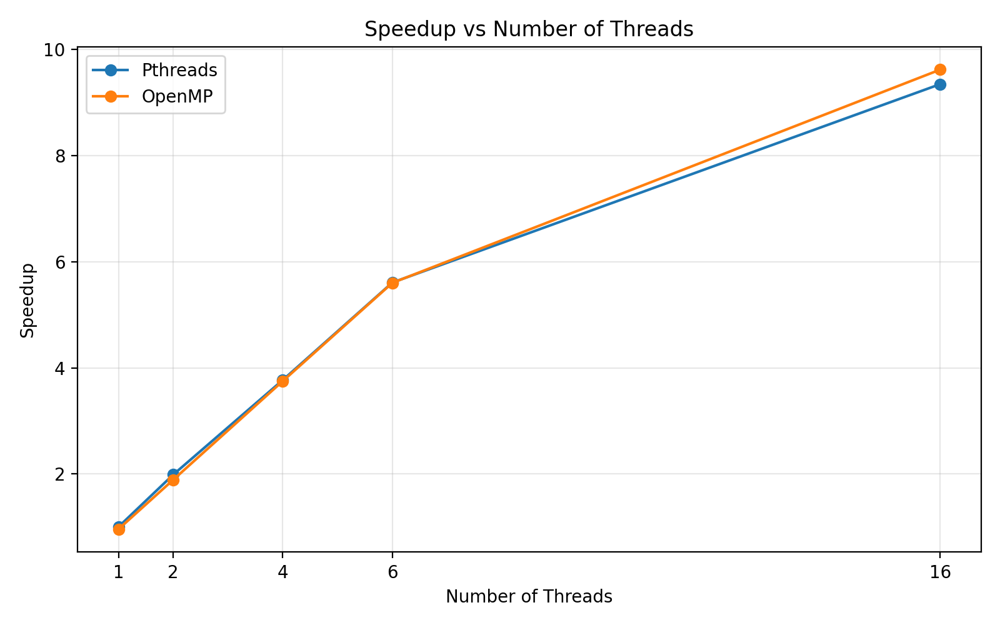 Speedup vs Number of Threads
10
8
6
4
2
Speedup
Pthreads
OpenMP
1 2 4 6 16
Number of Threads